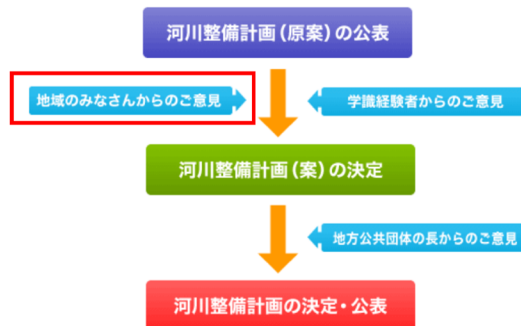 河川整備計画(原案)の公表
地域のみなさんからのご意見
学識経験者からのご意見
河川整備計画(案)の決定
地方公共団体の長からのご意見
河川整備計画の決定・公表